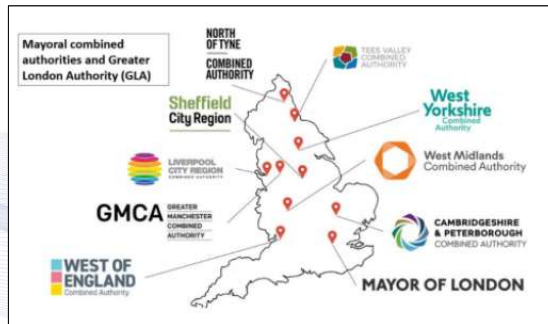 Mayoral combined
authorities and Greater
London Authority (GLA)
NORTH
OF TYNE
COMBINED
AUTHORITY
TEES VALLEY
COMBINED
AUTHORITY
Sheffield
City Region
West
Yorkshire
Combined
Authority
LIVERPOOL
CITY REGION
COMBINED AUTHORITY
West Midlands
Combined Authority
GMCA
GREATER
MANCHESTER
COMBINED
AUTHORITY
CAMBRIDGESHIRE
& PETERBOROUGH
COMBINED AUTHORITY
WEST OF
ENGLAND
Combined Authority
MAYOR OF LONDON